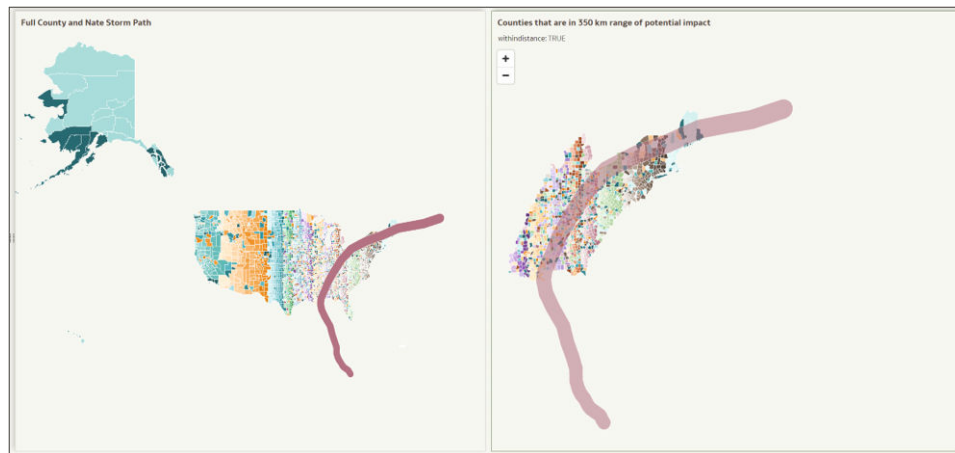 Full County and Nate Storm Path
Counties that are in 350 km range of potential impact
withindistance: TRUE
+
−